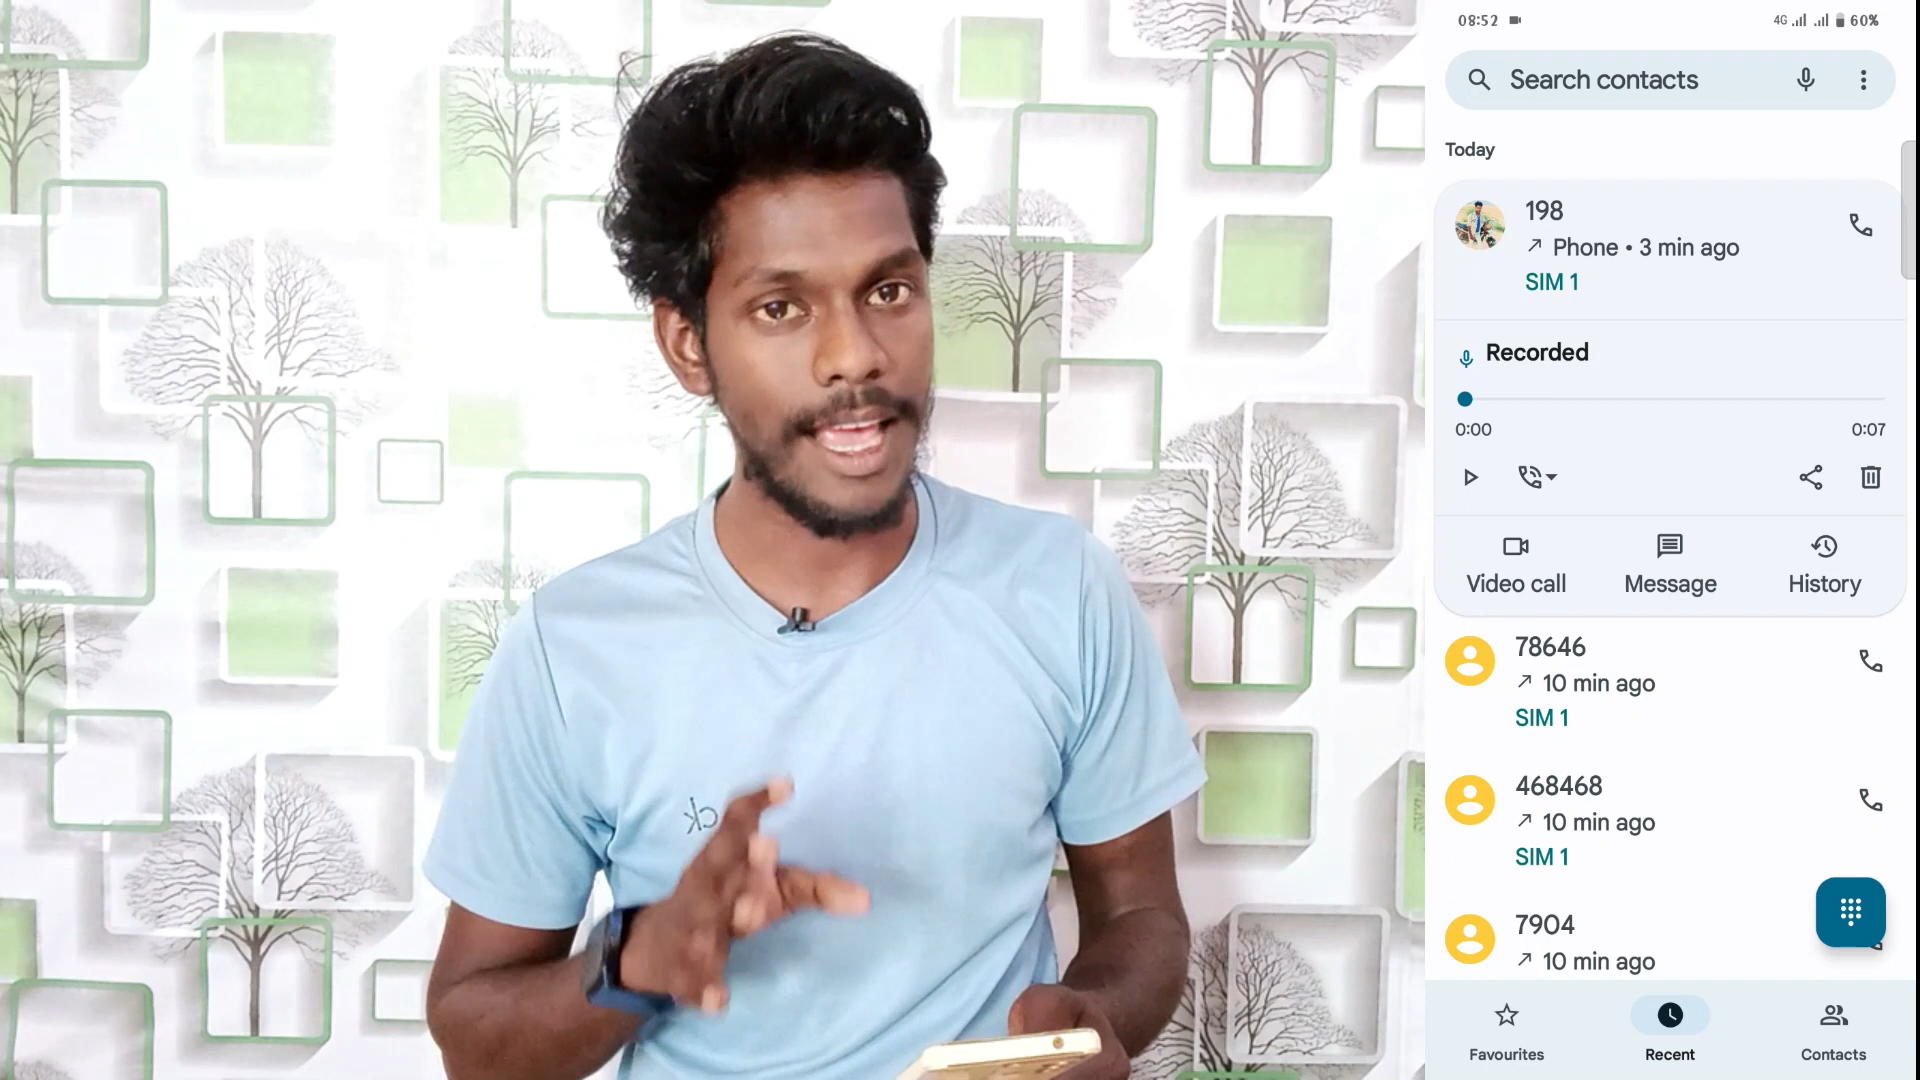 08:52
4G
60%
Search contacts
Today
198
Phone • 3 min ago
SIM 1
Recorded
0:00
0:07
Video call
Message
History
78646
10 min ago
SIM 1
468468
10 min ago
SIM 1
7904
10 min ago
Favourites
Recent
Contacts
ck